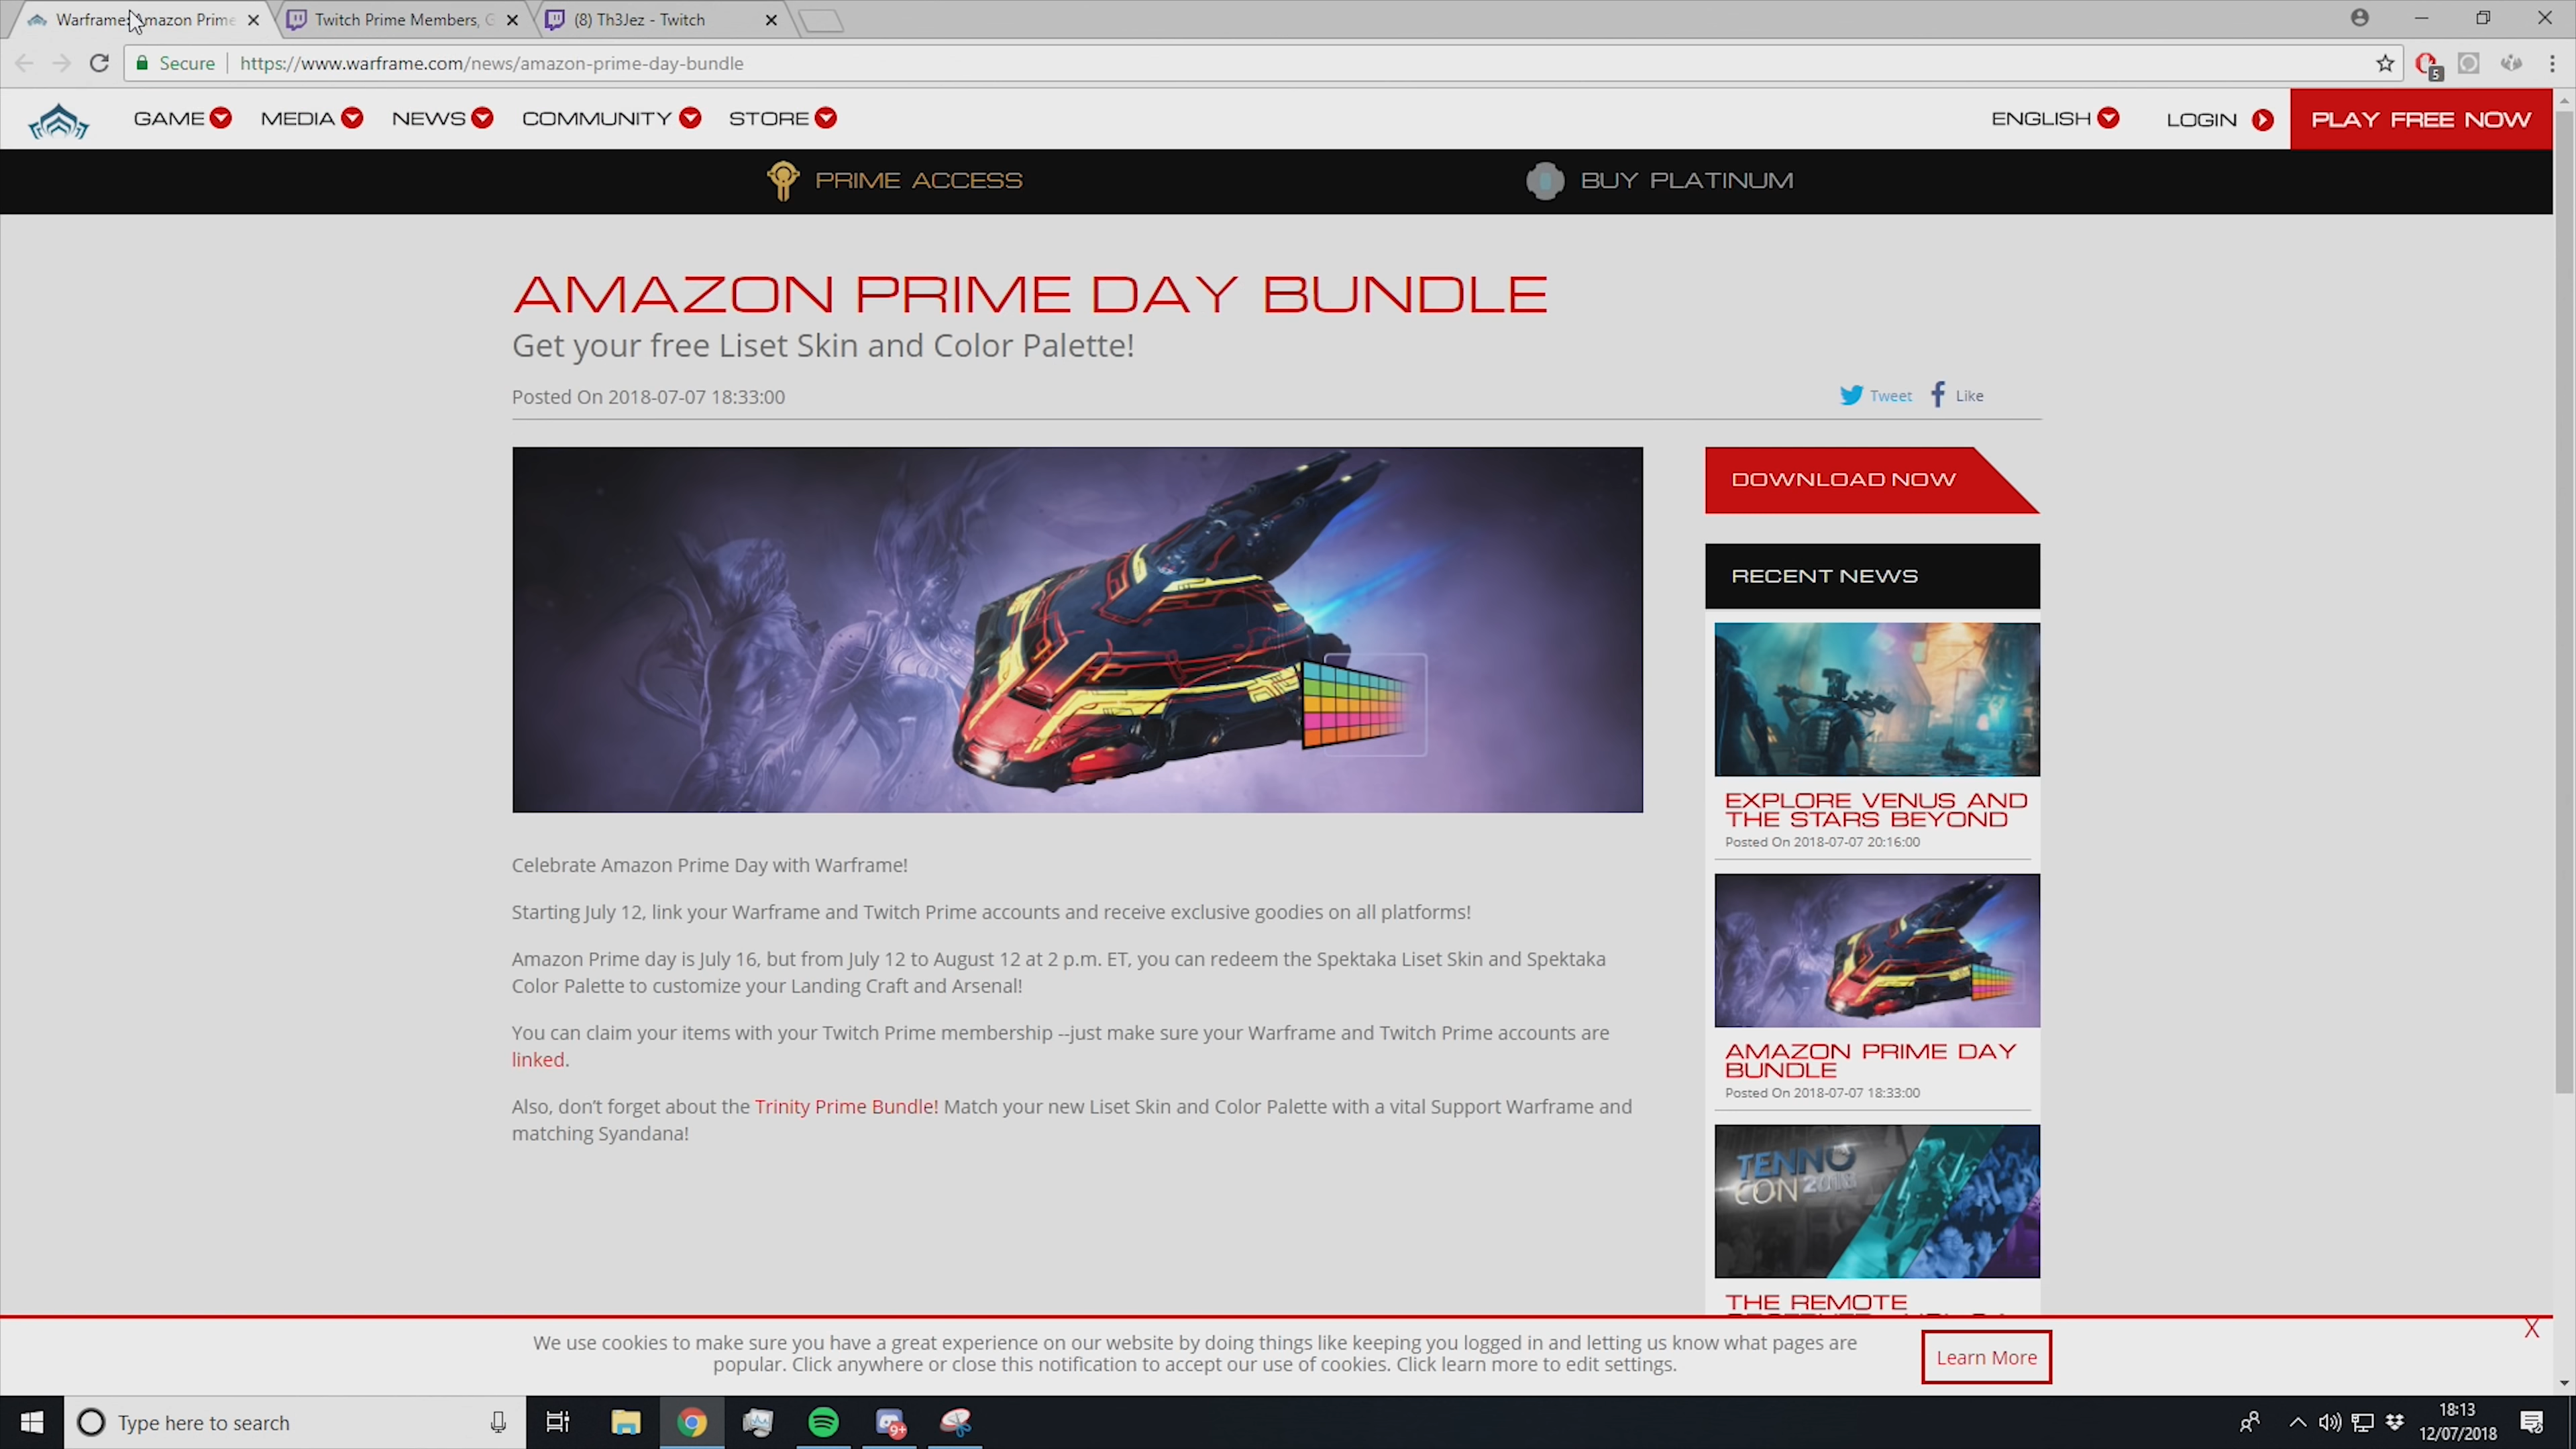 Warframe: Amazon Prime
Twitch Prime Members, G
(8) Th3Jez - Twitch
Secure
https://www.warframe.com/news/amazon-prime-day-bundle
5
GAME
MEDIA
NEWS
COMMUNITY
STORE
ENGLISH
LOGIN
PLAY FREE NOW
PRIME ACCESS
BUY PLATINUM
AMAZON PRIME DAY BUNDLE
Get your free Liset Skin and Color Palette!
Posted On 2018-07-07 18:33:00
Tweet
Like
Celebrate Amazon Prime Day with Warframe!
Starting July 12, link your Warframe and Twitch Prime accounts and receive exclusive goodies on all platforms!
Amazon Prime day is July 16, but from July 12 to August 12 at 2 p.m. ET, you can redeem the Spektaka Liset Skin and Spektaka
Color Palette to customize your Landing Craft and Arsenal!
You can claim your items with your Twitch Prime membership --just make sure your Warframe and Twitch Prime accounts are
linked.
Also, don't forget about the Trinity Prime Bundle! Match your new Liset Skin and Color Palette with a vital Support Warframe and
matching Syandana!
DOWNLOAD NOW
RECENT NEWS
EXPLORE VENUS AND
THE STARS BEYOND
Posted On 2018-07-07 20:16:00
AMAZON PRIME DAY
BUNDLE
Posted On 2018-07-07 18:33:00
TENNO
CON 2018
THE REMOTE
We use cookies to make sure you have a great experience on our website by doing things like keeping you logged in and letting us know what pages are
popular. Click anywhere or close this notification to accept our use of cookies. Click learn more to edit settings.
Learn More
X
Type here to search
9+
18:13
12/07/2018